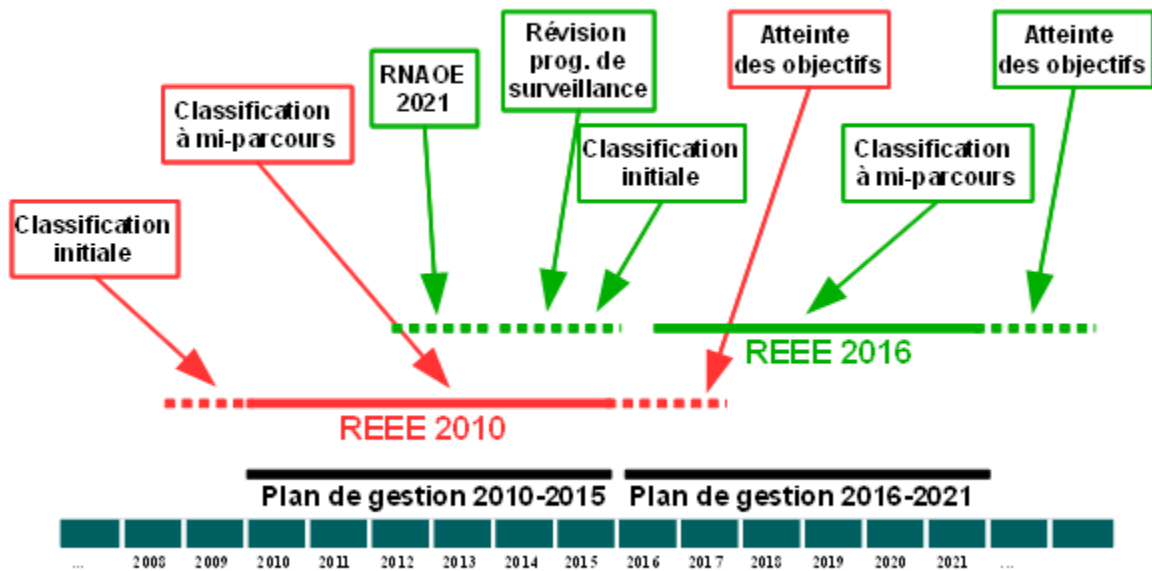 Révision
prog. de
surveillance
Atteinte
des objectifs
Atteinte
des objectifs
RNAOE
2021
Classification
à mi-parcours
Classification
initiale
Classification
à mi-parcours
Classification
initiale
REEE 2016
REEE 2010
Plan de gestion 2010-2015
Plan de gestion 2016-2021
... 2008 2009 2010 2011 2012 2013 2014 2015 2016 2017 2018 2019 2020 2021 ...